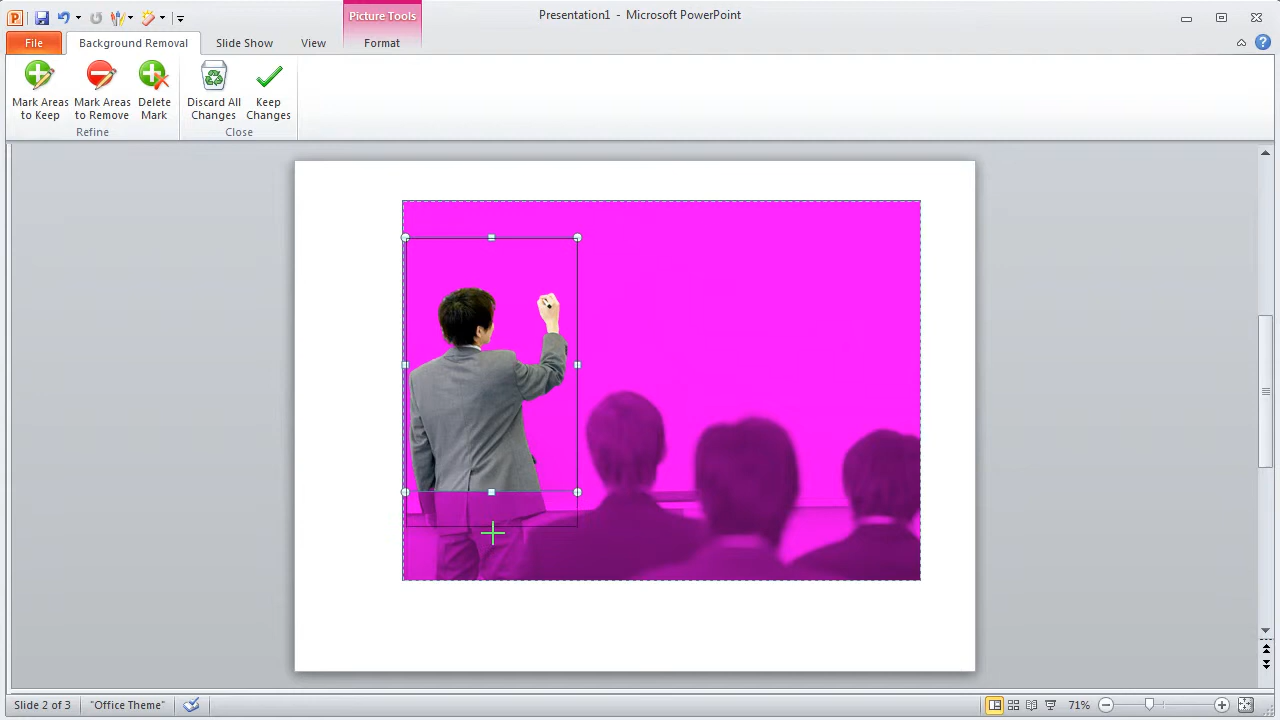 Presentation1 - Microsoft PowerPoint
Picture Tools
File
Background Removal
Slide Show
View
Format
Mark Areas to Keep
Mark Areas to Remove
Delete Mark
Discard All Changes
Keep Changes
Refine
Close
Slide 2 of 3
"Office Theme"
71%